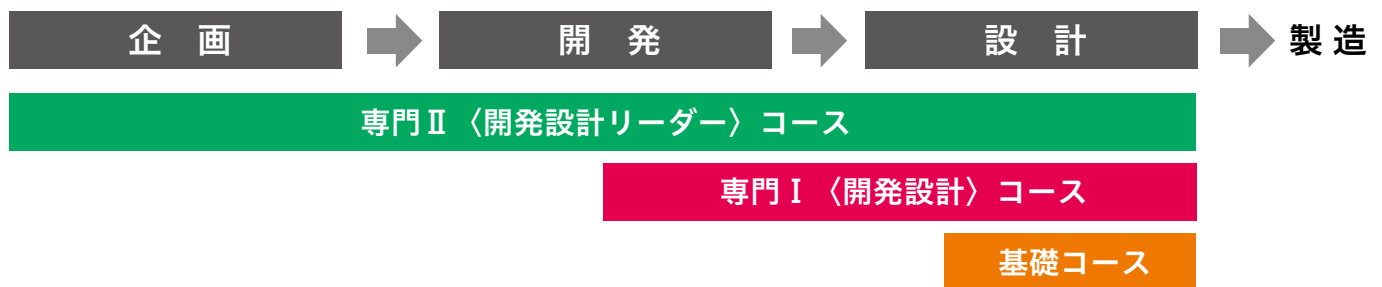 企 画 開 発 設 計 製 造
専門Ⅱ〈開発設計リーダー〉コース
専門Ⅰ〈開発設計〉コース
基礎コース